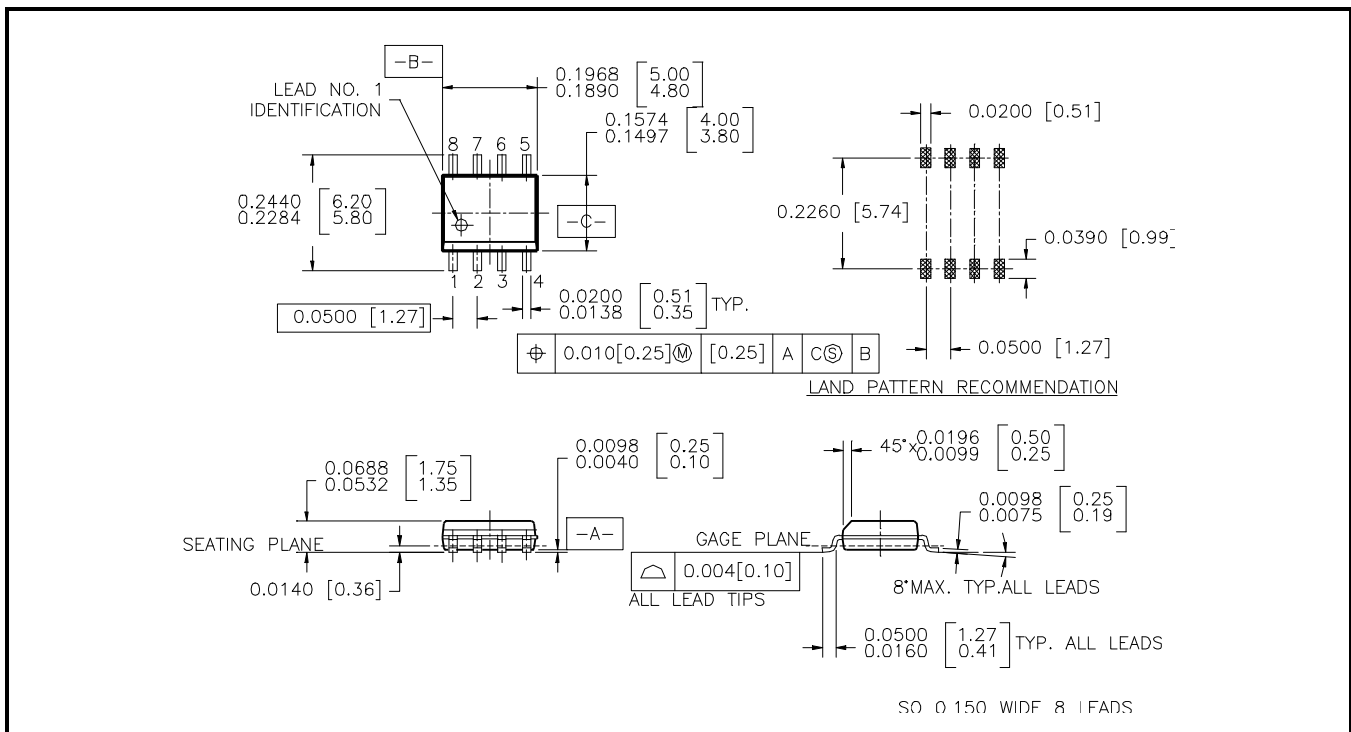 -B-
LEAD NO. 1
IDENTIFICATION
0.1968 [5.00]
0.1890 [4.80]
0.1574 [4.00]
0.1497 [3.80]
8 7 6 5
0.2440 [6.20]
0.2284 [5.80]
-C-
1 2 3 4
0.0500 [1.27]
0.0200 [0.51] TYP.
0.0138 [0.35]
⌖ 0.010[0.25]Ⓜ [0.25] A CⓈ B
0.0200 [0.51]
0.2260 [5.74]
0.0390 [0.99]
0.0500 [1.27]
LAND PATTERN RECOMMENDATION
0.0688 [1.75]
0.0532 [1.35]
0.0098 [0.25]
0.0040 [0.10]
SEATING PLANE
-A-
0.0140 [0.36]
45°x 0.0196 [0.50]
0.0099 [0.25]
0.0098 [0.25]
0.0075 [0.19]
GAGE PLANE
⌓ 0.004[0.10]
ALL LEAD TIPS
8°MAX. TYP.ALL LEADS
0.0500 [1.27] TYP. ALL LEADS
0.0160 [0.41]
SO 0.150 WIDE 8 LEADS